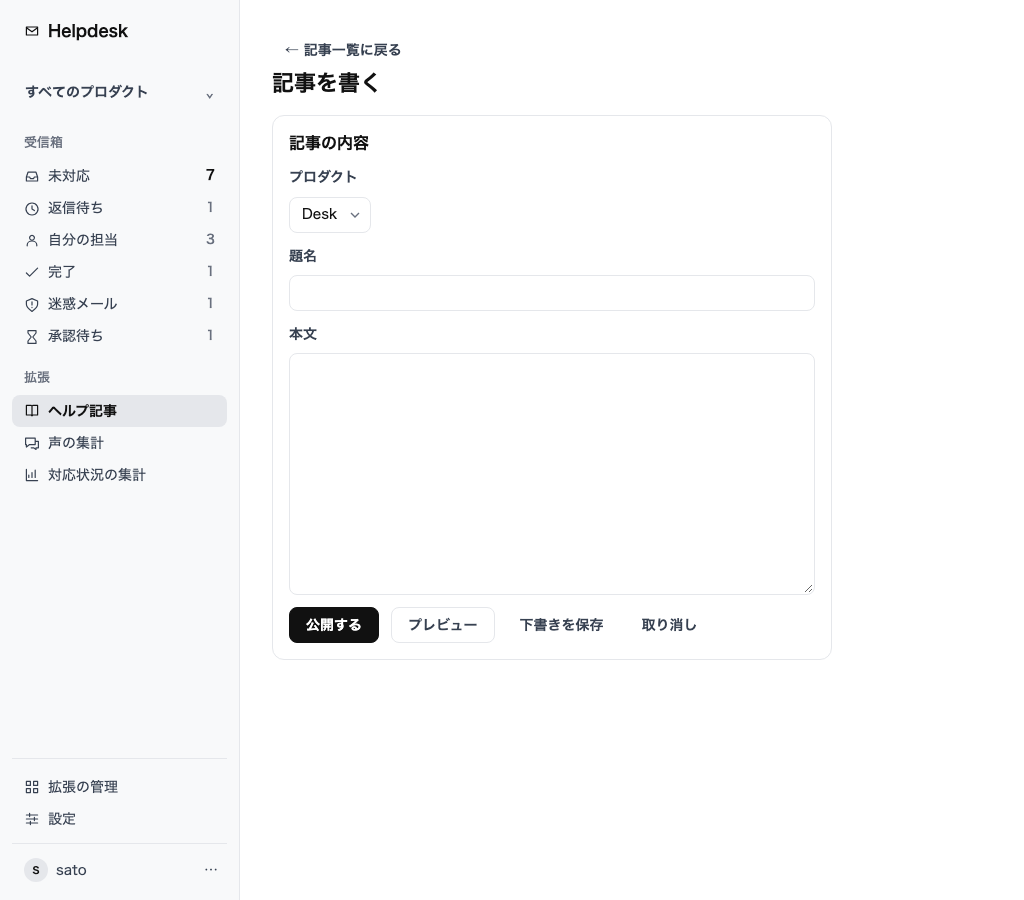 Helpdesk
すべてのプロダクト
受信箱
未対応 7
返信待ち 1
自分の担当 3
完了 1
迷惑メール 1
承認待ち 1
拡張
ヘルプ記事
声の集計
対応状況の集計
拡張の管理
設定
S sato ...
← 記事一覧に戻る
記事を書く
記事の内容
プロダクト
Desk
題名
本文
公開する プレビュー 下書きを保存 取り消し